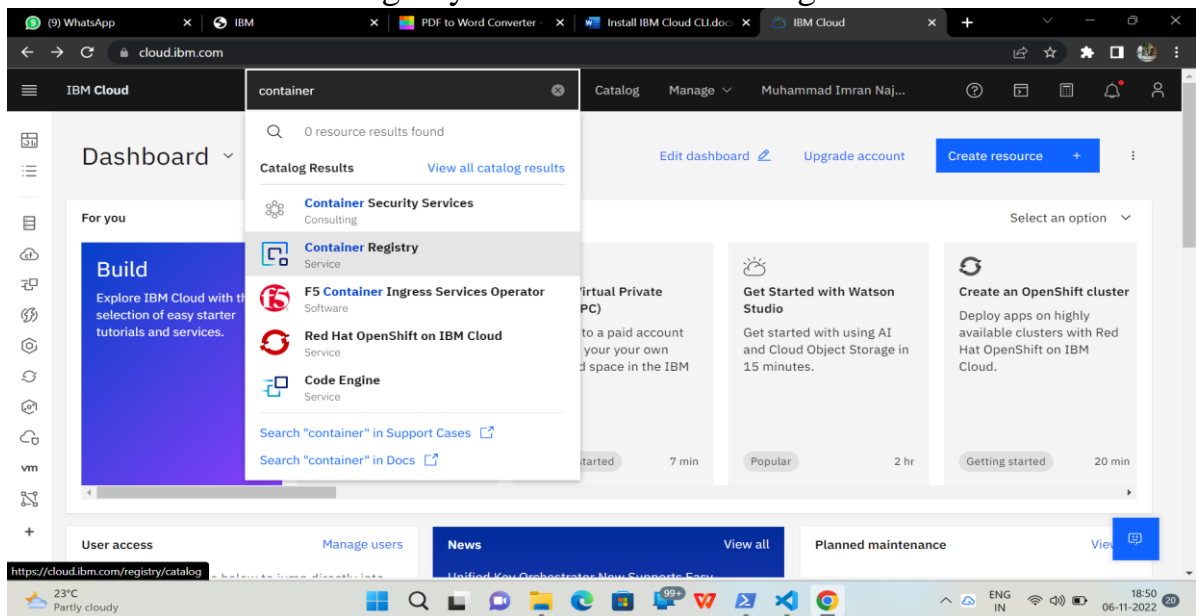 (9) WhatsApp
IBM
PDF to Word Converter -
Install IBM Cloud CLI.doc
IBM Cloud
cloud.ibm.com
IBM Cloud
container
Catalog
Manage
Muhammad Imran Naj...
0 resource results found
Catalog Results
View all catalog results
Container Security Services
Consulting
Container Registry
Service
F5 Container Ingress Services Operator
Software
Red Hat OpenShift on IBM Cloud
Service
Code Engine
Service
Search "container" in Support Cases
Search "container" in Docs
Dashboard
Edit dashboard
Upgrade account
Create resource +
For you
Select an option
Build
Explore IBM Cloud with
selection of easy starter
tutorials and services.
Private
PC)
to a paid account
your your own
space in the IBM
started
7 min
Get Started with Watson
Studio
Get started with using AI
and Cloud Object Storage in
15 minutes.
Popular
2 hr
Create an OpenShift cluster
Deploy apps on highly
available clusters with Red
Hat OpenShift on IBM
Cloud.
Getting started
20 min
vm
User access
Manage users
News
View all
Planned maintenance
https://cloud.ibm.com/registry/catalog
23°C
Partly cloudy
99+
ENG
IN
18:50
06-11-2022
20